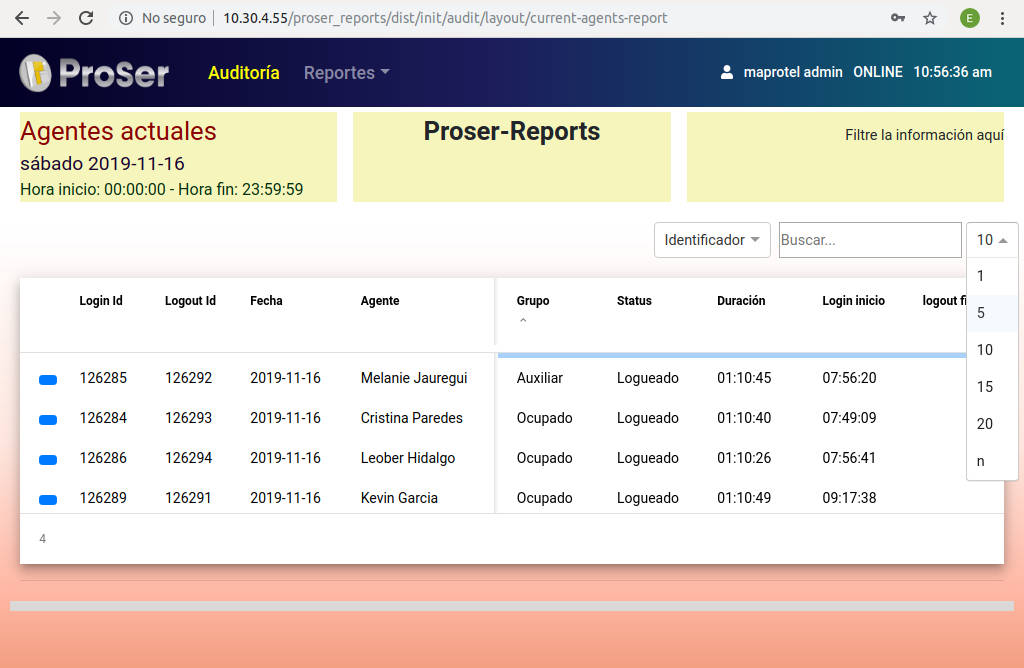 No seguro | 10.30.4.55/proser_reports/dist/init/audit/layout/current-agents-report
E
ProSer Auditoría Reportes maprotel admin ONLINE 10:56:36 am
Agentes actuales
sábado 2019-11-16
Hora inicio: 00:00:00 - Hora fin: 23:59:59
Proser-Reports
Filtre la información aquí
Identificador Buscar... 10
1
5
10
15
20
n
Login Id Logout Id Fecha Agente Grupo Status Duración Login inicio logout
126285 126292 2019-11-16 Melanie Jauregui Auxiliar Logueado 01:10:45 07:56:20
126284 126293 2019-11-16 Cristina Paredes Ocupado Logueado 01:10:40 07:49:09
126286 126294 2019-11-16 Leober Hidalgo Ocupado Logueado 01:10:26 07:56:41
126289 126291 2019-11-16 Kevin Garcia Ocupado Logueado 01:10:49 09:17:38
4